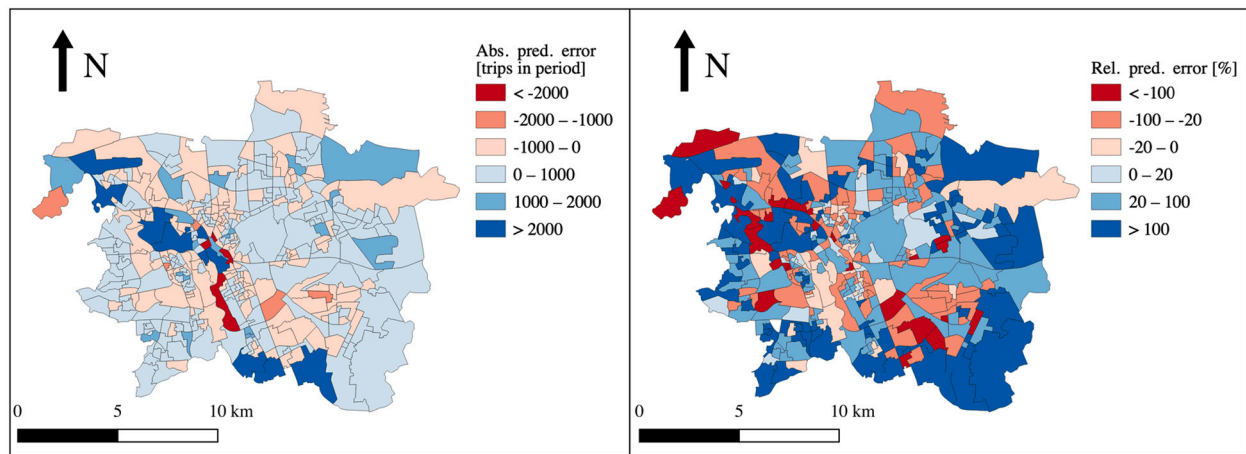 N
Abs. pred. error
[trips in period]
< -2000
-2000 – -1000
-1000 – 0
0 – 1000
1000 – 2000
> 2000
0
5
10 km
N
Rel. pred. error [%]
< -100
-100 – -20
-20 – 0
0 – 20
20 – 100
> 100
0
5
10 km